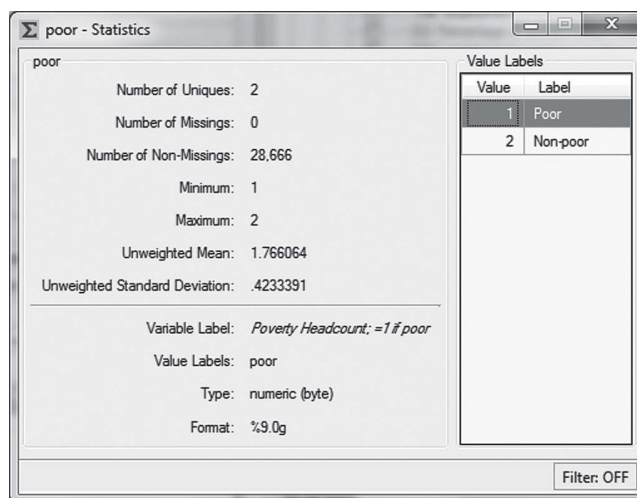 poor - Statistics
poor
Number of Uniques: 2
Number of Missings: 0
Number of Non-Missings: 28,666
Minimum: 1
Maximum: 2
Unweighted Mean: 1.766064
Unweighted Standard Deviation: .4233391
Variable Label: Poverty Headcount; =1 if poor
Value Labels: poor
Type: numeric (byte)
Format: %9.0g
Value Labels
Value Label
1 Poor
2 Non-poor
Filter: OFF